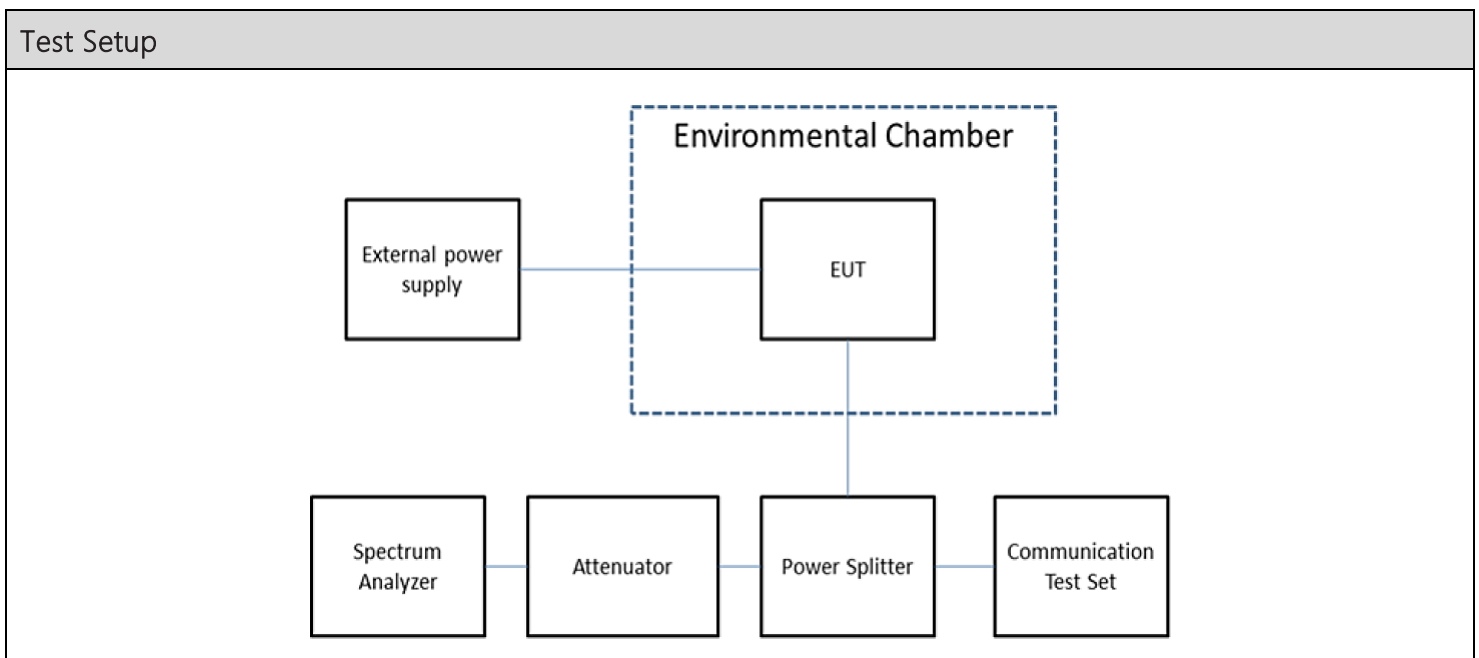 Test Setup
Environmental Chamber
External power
supply
EUT
Spectrum
Analyzer
Attenuator
Power Splitter
Communication
Test Set